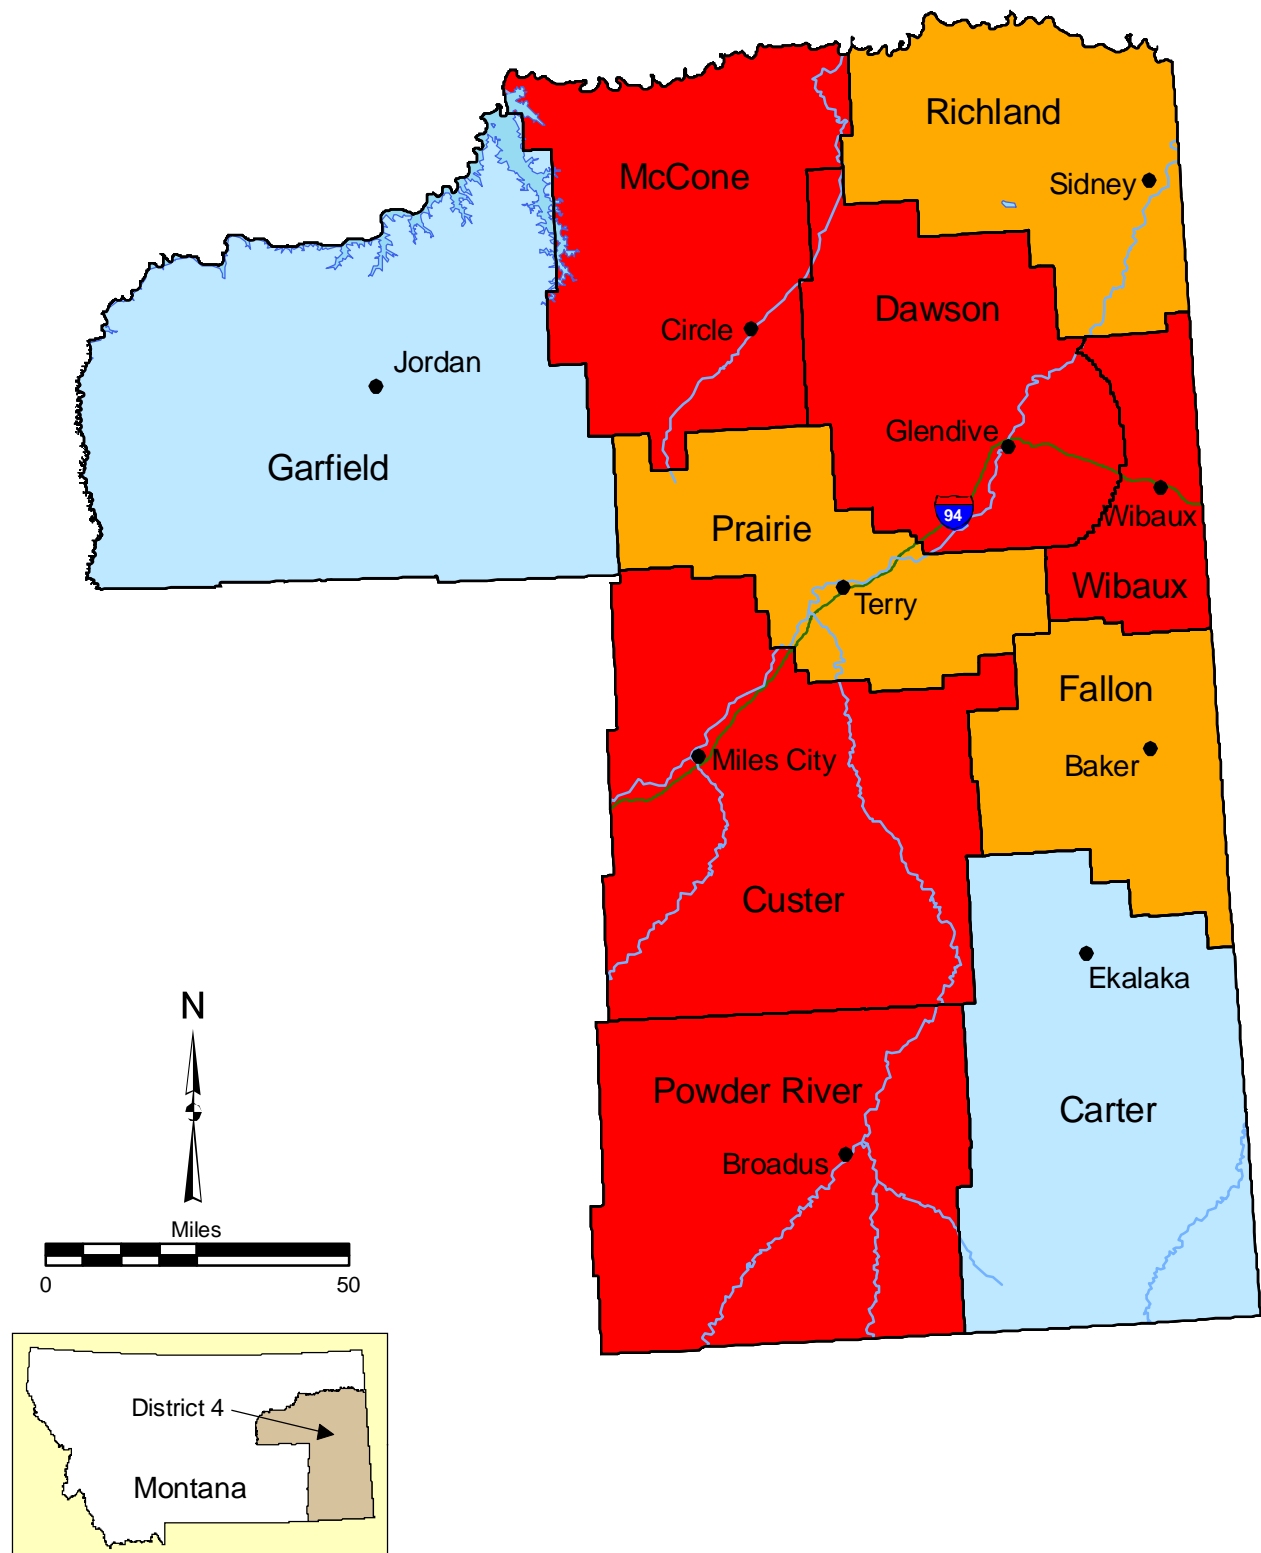 Richland
Sidney
McCone
Dawson
Circle
Jordan
Glendive
Garfield
94
Wibaux
Prairie
Wibaux
Terry
Fallon
Miles City
Baker
Custer
Ekalaka
N
Powder River
Carter
Broadus
Miles
0 50
District 4
Montana